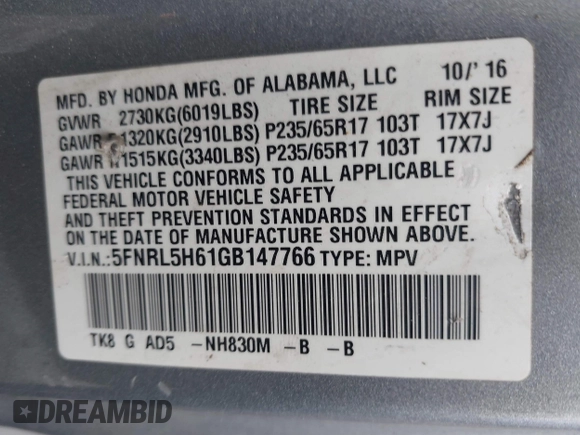 MFD. BY HONDA MFG. OF ALABAMA, LLC 10/'16
GVWR 2730KG(6019LBS) TIRE SIZE RIM SIZE
GAWR 1320KG(2910LBS) P235/65R17 103T 17X7J
GAWR 1515KG(3340LBS) P235/65R17 103T 17X7J
THIS VEHICLE CONFORMS TO ALL APPLICABLE
FEDERAL MOTOR VEHICLE SAFETY
AND THEFT PREVENTION STANDARDS IN EFFECT
ON THE DATE OF MANUFACTURE SHOWN ABOVE.
V.I.N.:5FNRL5H61GB147766 TYPE: MPV
TK8 G AD5 -NH830M -B -B
DREAMBID